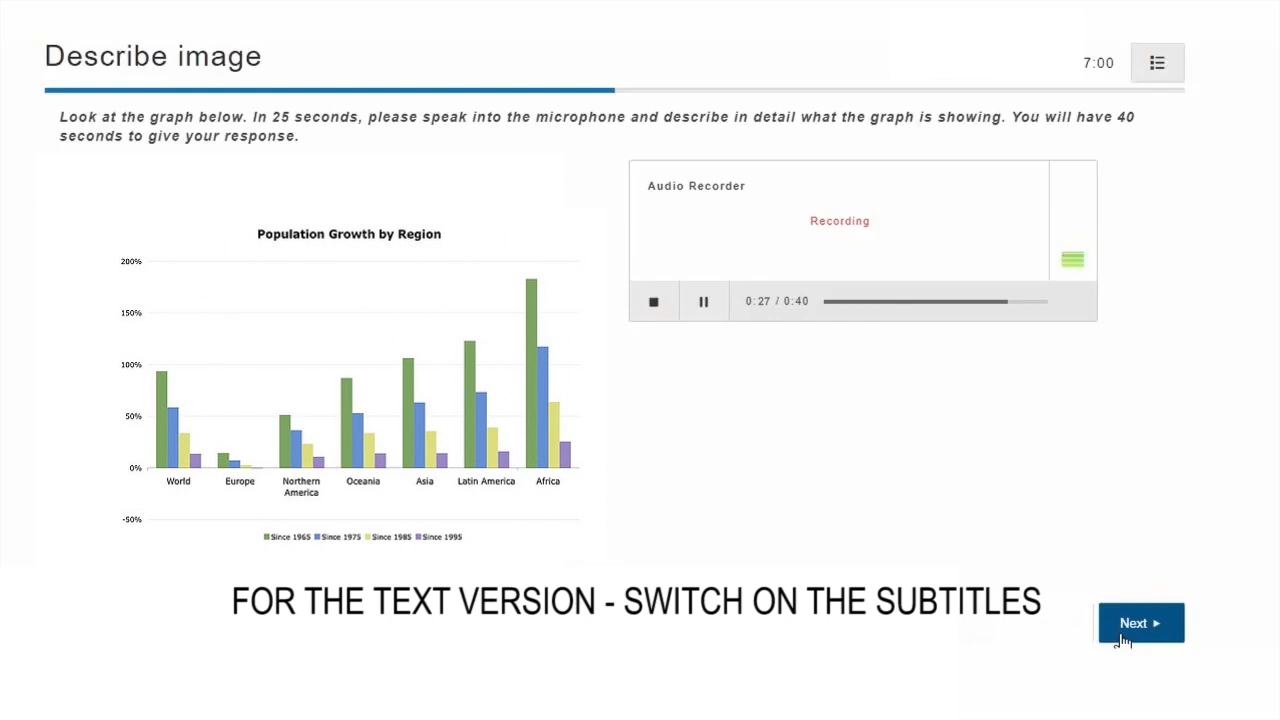 Describe image
7:00
Look at the graph below. In 25 seconds, please speak into the microphone and describe in detail what the graph is showing. You will have 40
seconds to give your response.
Audio Recorder
Recording
0:27 / 0:40
Population Growth by Region
200%
150%
100%
50%
0%
-50%
World Europe Northern America Oceania Asia Latin America Africa
Since 1965 Since 1975 Since 1985 Since 1995
FOR THE TEXT VERSION - SWITCH ON THE SUBTITLES
Next